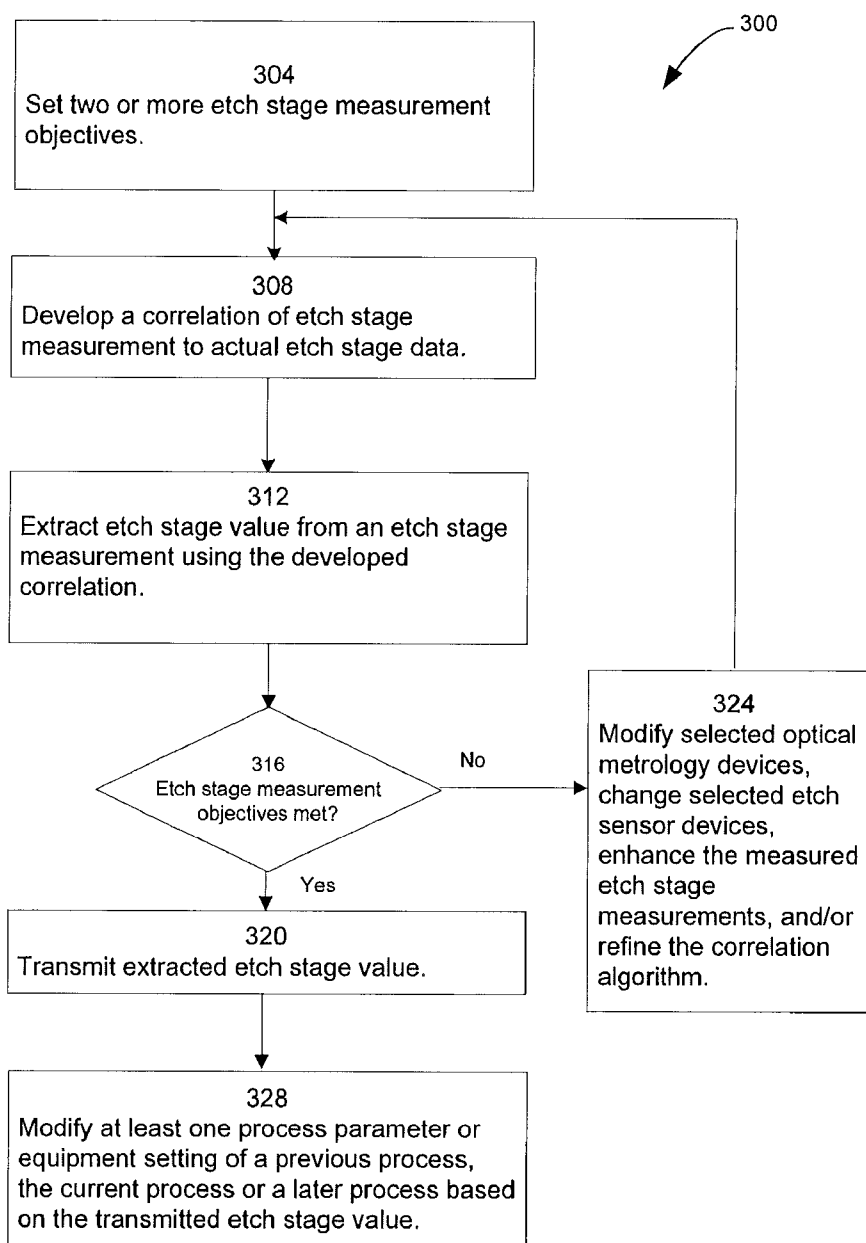 300
304
Set two or more etch stage measurement
objectives.
308
Develop a correlation of etch stage
measurement to actual etch stage data.
312
Extract etch stage value from an etch stage
measurement using the developed
correlation.
316
Etch stage measurement
objectives met?
No
Yes
324
Modify selected optical
metrology devices,
change selected etch
sensor devices,
enhance the measured
etch stage
measurements, and/or
refine the correlation
algorithm.
320
Transmit extracted etch stage value.
328
Modify at least one process parameter or
equipment setting of a previous process,
the current process or a later process based
on the transmitted etch stage value.